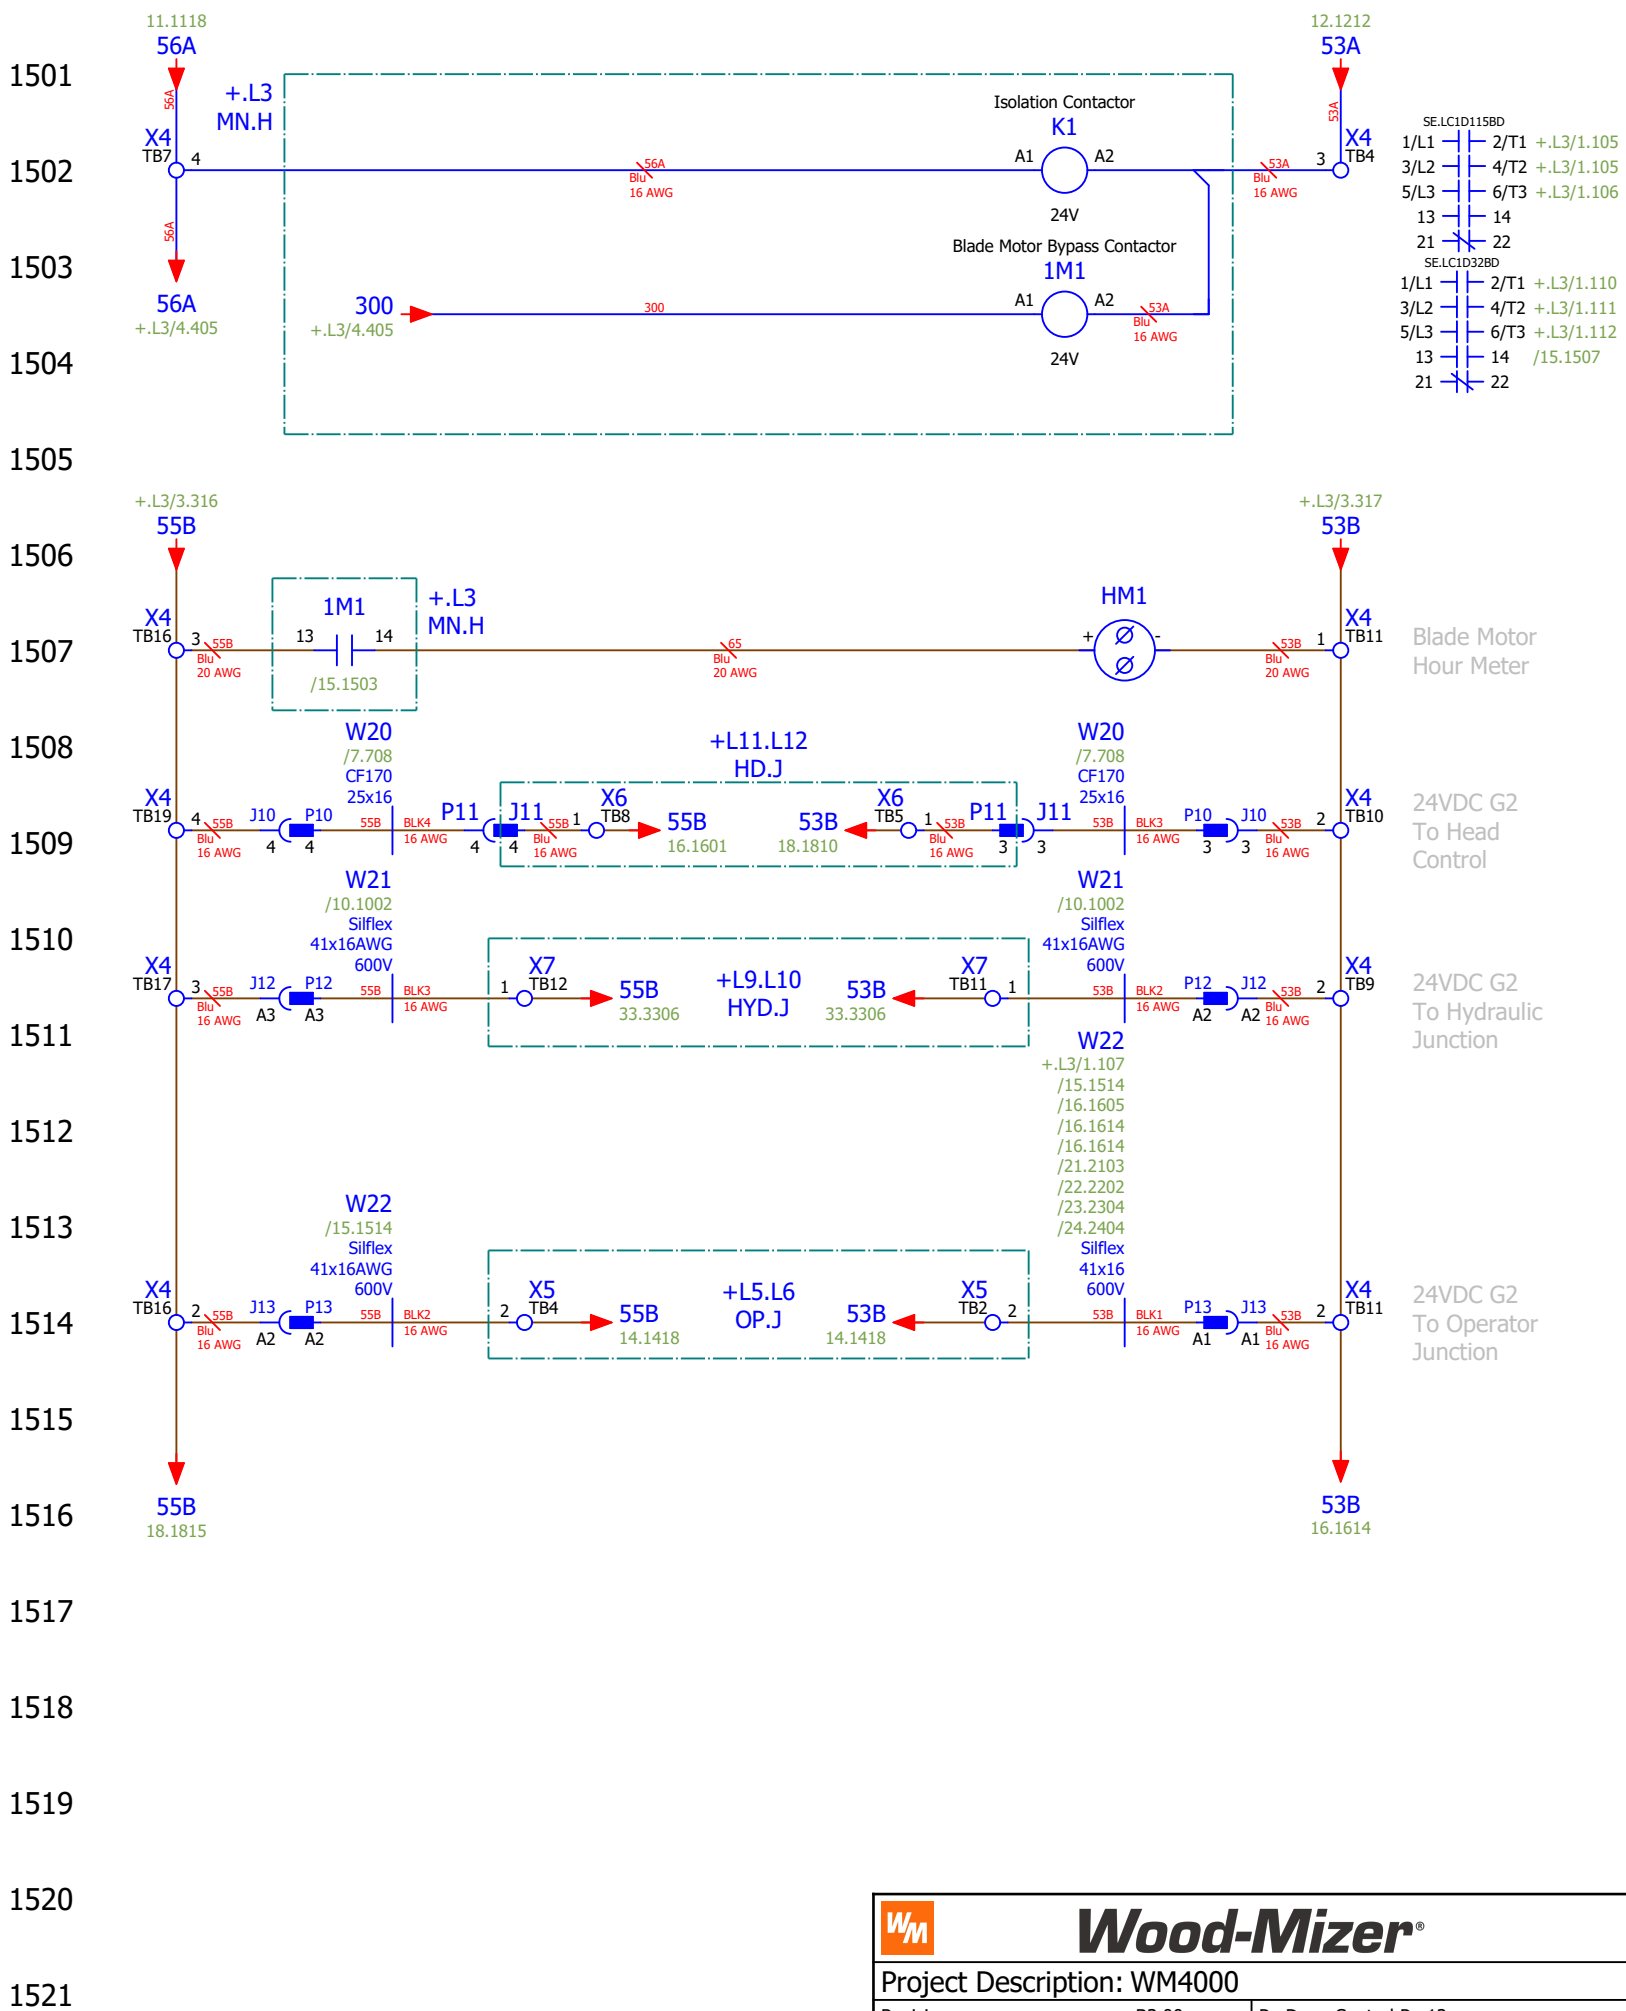 11.1118
56A
12.1212
53A
1501
56A
+.L3
MN.H
Isolation Contactor
K1
53A
SE.LC1D115BD
1/L1 2/T1 +.L3/1.105
3/L2 4/T2 +.L3/1.105
5/L3 6/T3 +.L3/1.106
13 14
21 22
1502
X4
TB7 4
56A
Blu
16 AWG
A1 A2
24V
53A
Blu
16 AWG
3
X4
TB4
56A
1503
56A
+.L3/4.405
300
+.L3/4.405
300
Blade Motor Bypass Contactor
1M1
A1 A2
24V
53A
Blu
16 AWG
SE.LC1D32BD
1/L1 2/T1 +.L3/1.110
3/L2 4/T2 +.L3/1.111
5/L3 6/T3 +.L3/1.112
13 14 /15.1507
21 22
1504
1505
+.L3/3.316
55B
+.L3/3.317
53B
1506
1507
X4
TB16 3
55B
Blu
20 AWG
1M1
13 14
/15.1503
+.L3
MN.H
65
Blu
20 AWG
HM1
+ -
53B
Blu
20 AWG
1
X4
TB11
Blade Motor
Hour Meter
1508
W20
/7.708
CF170
25x16
+L11.L12
HD.J
W20
/7.708
CF170
25x16
1509
X4
TB19 4
55B
Blu
16 AWG
J10 P10
4 4
55B
BLK4
16 AWG
P11 J11
4 4
55B
Blu
16 AWG
1
X6
TB8
55B
16.1601
53B
18.1810
X6
TB5 1
53B
Blu
16 AWG
P11 J11
3 3
53B
BLK3
16 AWG
P10 J10
3 3
53B
Blu
16 AWG
2
X4
TB10
24VDC G2
To Head
Control
1510
W21
/10.1002
Silflex
41x16AWG
600V
W21
/10.1002
Silflex
41x16AWG
600V
X4
TB17 3
55B
Blu
16 AWG
J12 P12
A3 A3
55B
BLK3
16 AWG
1
X7
TB12
55B
33.3306
+L9.L10
HYD.J
53B
33.3306
X7
TB11 1
53B
BLK2
16 AWG
P12 J12
A2 A2
53B
Blu
16 AWG
2
X4
TB9
24VDC G2
To Hydraulic
Junction
1511
W22
+.L3/1.107
/15.1514
/16.1605
/16.1614
/16.1614
/21.2103
/22.2202
/23.2304
/24.2404
Silflex
41x16
600V
1512
1513
W22
/15.1514
Silflex
41x16AWG
600V
1514
X4
TB16 2
55B
Blu
16 AWG
J13 P13
A2 A2
55B
BLK2
16 AWG
2
X5
TB4
55B
14.1418
+L5.L6
OP.J
53B
14.1418
X5
TB2 2
53B
BLK1
16 AWG
P13 J13
A1 A1
53B
Blu
16 AWG
2
X4
TB11
24VDC G2
To Operator
Junction
1515
1516
55B
18.1815
53B
16.1614
1517
1518
1519
1520
WM
Wood-Mizer®
1521
Project Description: WM4000